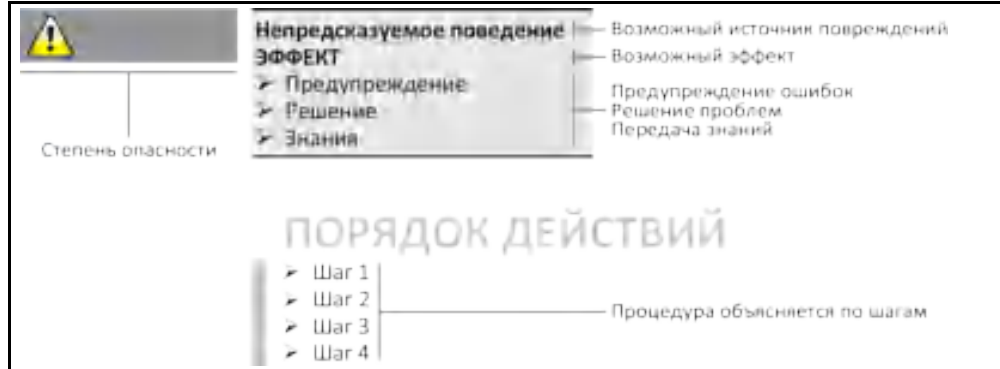 Непредсказуемое поведение
ЭФФЕКТ
➢ Предупреждение
➢ Решение
➢ Знания
Возможный источник повреждений
Возможный эффект
Предупреждение ошибок
Решение проблем
Передача знаний
Степень опасности
ПОРЯДОК ДЕЙСТВИЙ
➢ Шаг 1
➢ Шаг 2
➢ Шаг 3
➢ Шаг 4
Процедура объясняется по шагам